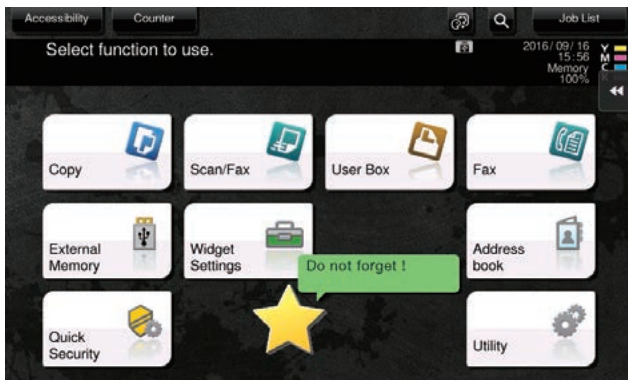 Accessibility
Counter
Job List
Select function to use.
2016/09/16
15:56
Memory
100%
Y
M
C
K
Copy
Scan/Fax
User Box
Fax
External
Memory
Widget
Settings
Do not forget !
Address
book
Quick
Security
Utility